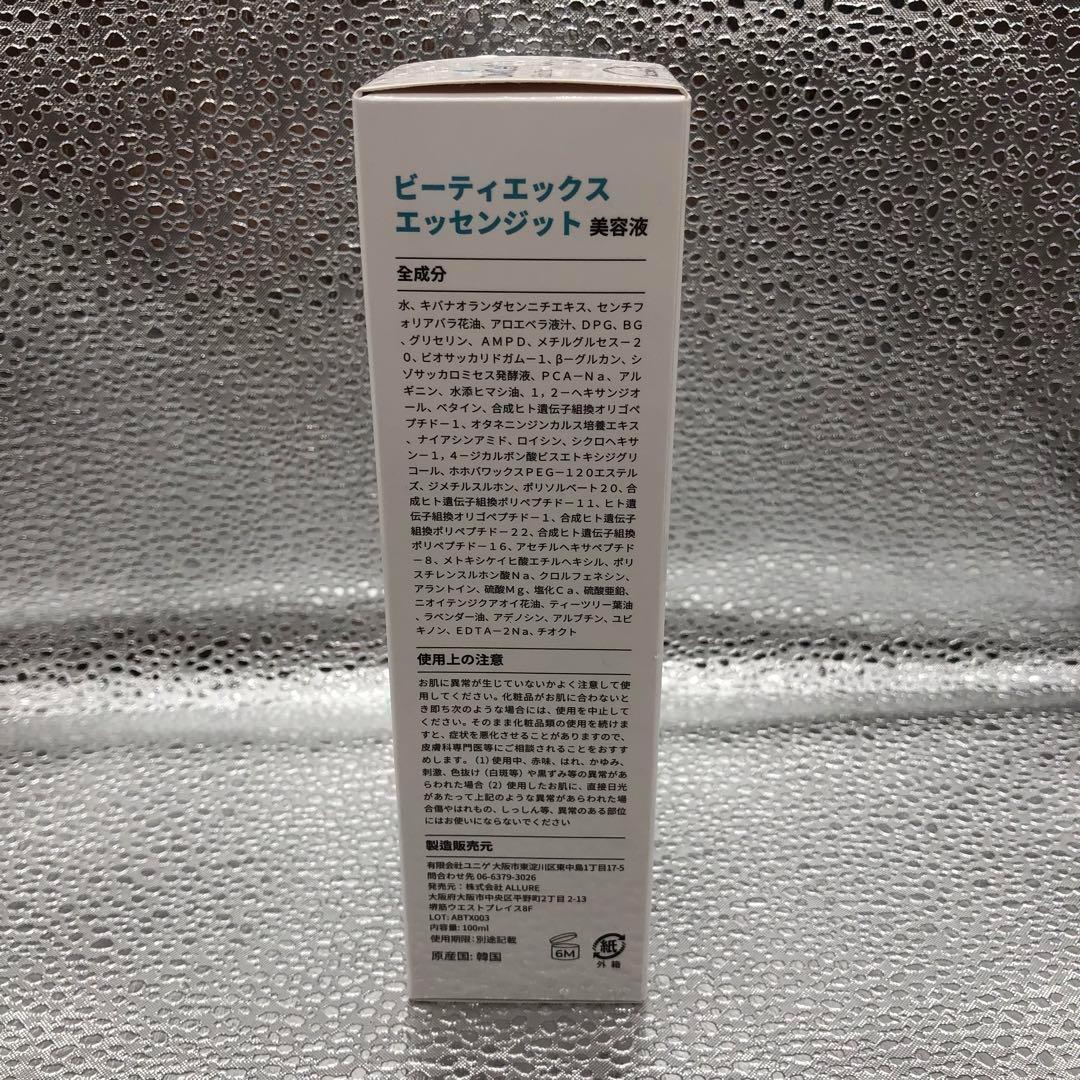 ビーティエックス
エッセンジット 美容液
全成分
水、キバナオランダセンニチエキス、センチフ
ォリアバラ花油、アロエベラ液汁、DPG、BG
、グリセリン、AMPD、メチルグルセスー2
0、ビオサッカリドガムー1、βーグルカン、シ
ゾサッカロミセス発酵液、PCAーNa、アル
ギニン、水添ヒマシ油、1，2ーヘキサンジオ
ール、ベタイン、合成ヒト遺伝子組換オリゴペ
プチドー1、オタネニンジンカルス培養エキス
、ナイアシンアミド、ロイシン、シクロヘキサ
ンー1，4ージカルボン酸ビスエトキシジグリ
コール、ホホバワックスPEGー120エステル
ズ、ジメチルスルホン、ポリソルベート20、合
成ヒト遺伝子組換ポリペプチドー11、ヒト遺
伝子組換オリゴペプチドー1、合成ヒト遺伝子
組換ポリペプチドー22、合成ヒト遺伝子組換
ポリペプチドー16、アセチルヘキサペプチド
ー8、メトキシケイヒ酸エチルヘキシル、ポリ
スチレンスルホン酸Na、クロルフェネシン、
アラントイン、硫酸Mg、塩化Ca、硫酸亜鉛、
ニオイテンジクアオイ花油、ティーツリー葉油
、ラベンダー油、アデノシン、アルブチン、ユビ
キノン、EDTAー2Na、チオクト
使用上の注意
お肌に異常が生じていないかよく注意して使
用してください。化粧品がお肌に合わないと
き即ち次のような場合には、使用を中止して
ください。そのまま化粧品類の使用を続けま
すと、症状を悪化させることがありますので、
皮膚科専門医等にご相談されることをおすす
めします。（1）使用中、赤味、はれ、かゆみ、
刺激、色抜け（白斑等）や黒ずみ等の異常があ
らわれた場合（2）使用したお肌に、直接日光
があたって上記のような異常があらわれた場
合傷やはれもの、しっしん等、異常のある部位
にはお使いにならないでください
製造販売元
有限会社ユニゲ 大阪市東淀川区東中島1丁目17-5
問合わせ先 06-6379-3026
発売元：株式会社 ALLURE
大阪府大阪市中央区平野町2丁目 2-13
堺筋ウエストプレイス8F
LOT: ABTX003
内容量: 100ml
使用期限：別途記載
原産国: 韓国
6M
紙
外箱